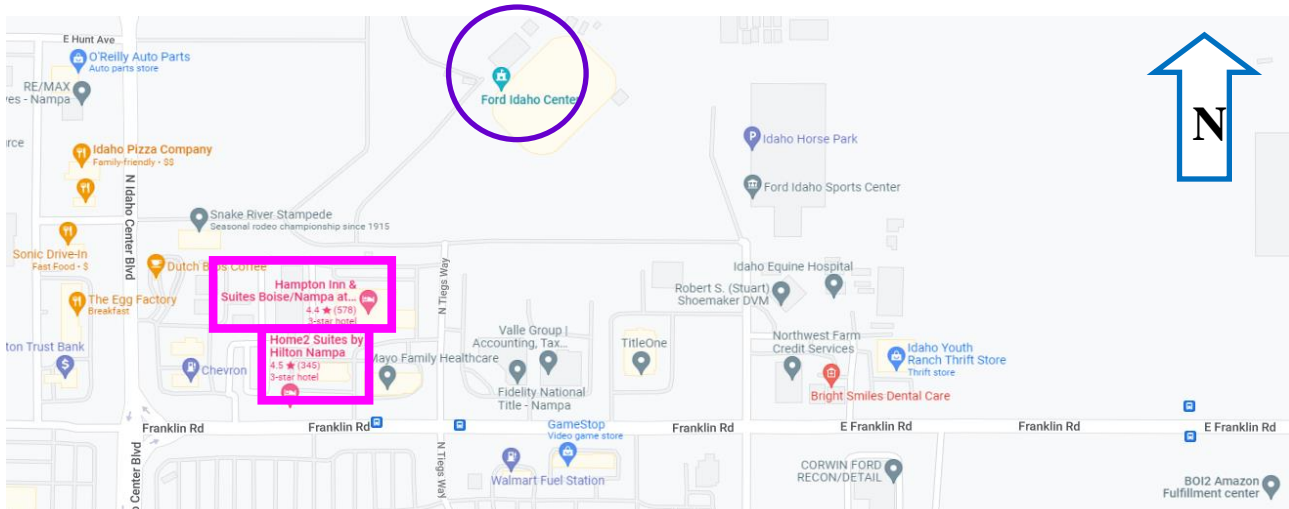 E Hunt Ave
O'Reilly Auto Parts
Auto parts store
RE/MAX
ves - Nampa
Ford Idaho Center
N
rce
Idaho Pizza Company
Family-friendly • $$
Idaho Horse Park
N Idaho Center Blvd
Ford Idaho Sports Center
Snake River Stampede
Seasonal rodeo championship since 1915
Sonic Drive-In
Fast Food • $
Dutch Bros Coffee
Hampton Inn &
Suites Boise/Nampa at...
4.4 ★ (578)
3-star hotel
N Tiegs Way
Idaho Equine Hospital
Robert S. (Stuart)
Shoemaker DVM
The Egg Factory
Breakfast
Home2 Suites by
Hilton Nampa
4.5 ★ (345)
3-star hotel
ton Trust Bank
Chevron
Mayo Family Healthcare
Valle Group |
Accounting, Tax...
TitleOne
Northwest Farm
Credit Services
Idaho Youth
Ranch Thrift Store
Thrift store
Fidelity National
Title - Nampa
Bright Smiles Dental Care
Franklin Rd
Franklin Rd
GameStop
Video game store
Franklin Rd
E Franklin Rd
Franklin Rd
E Franklin Rd
o Center Blvd
N Tiegs Way
Walmart Fuel Station
CORWIN FORD
RECON/DETAIL
BOI2 Amazon
Fulfillment center